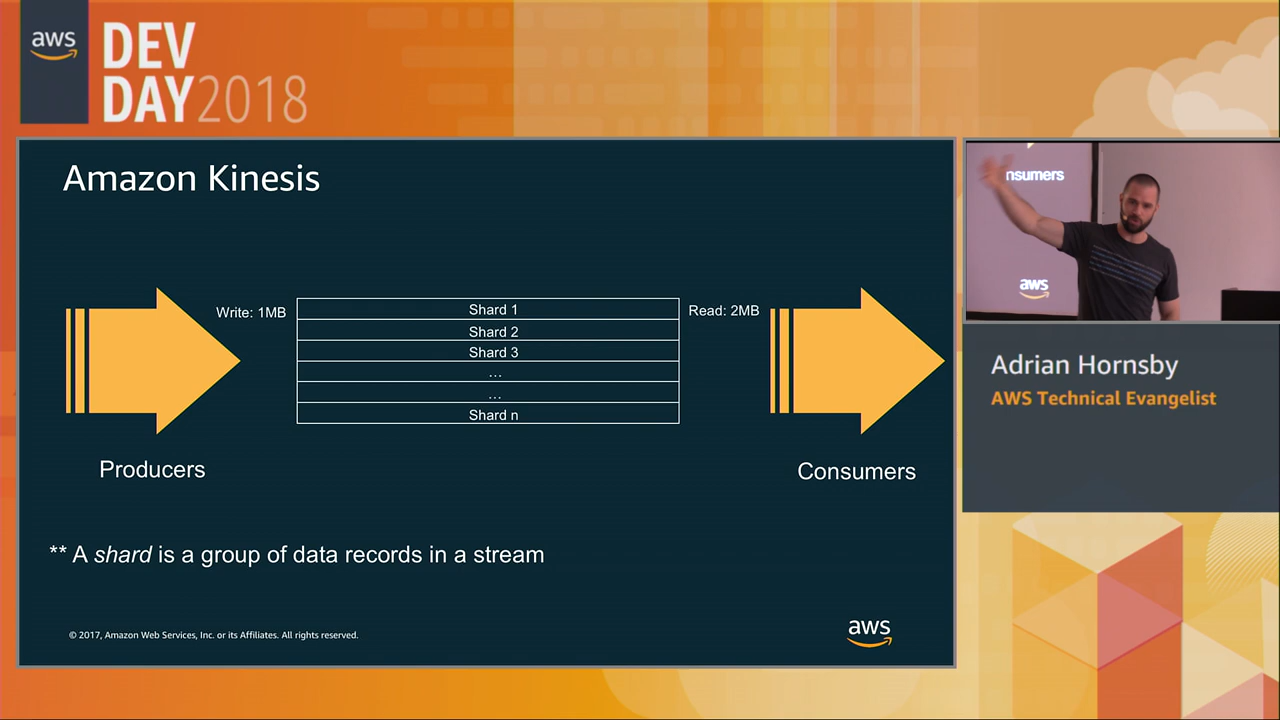 aws
DEV
DAY2018
Amazon Kinesis
Write: 1MB
Shard 1
Shard 2
Shard 3
...
...
Shard n
Read: 2MB
Producers
Consumers
** A shard is a group of data records in a stream
© 2017, Amazon Web Services, Inc. or its Affiliates. All rights reserved.
aws
nsumers
aws
Adrian Hornsby
AWS Technical Evangelist